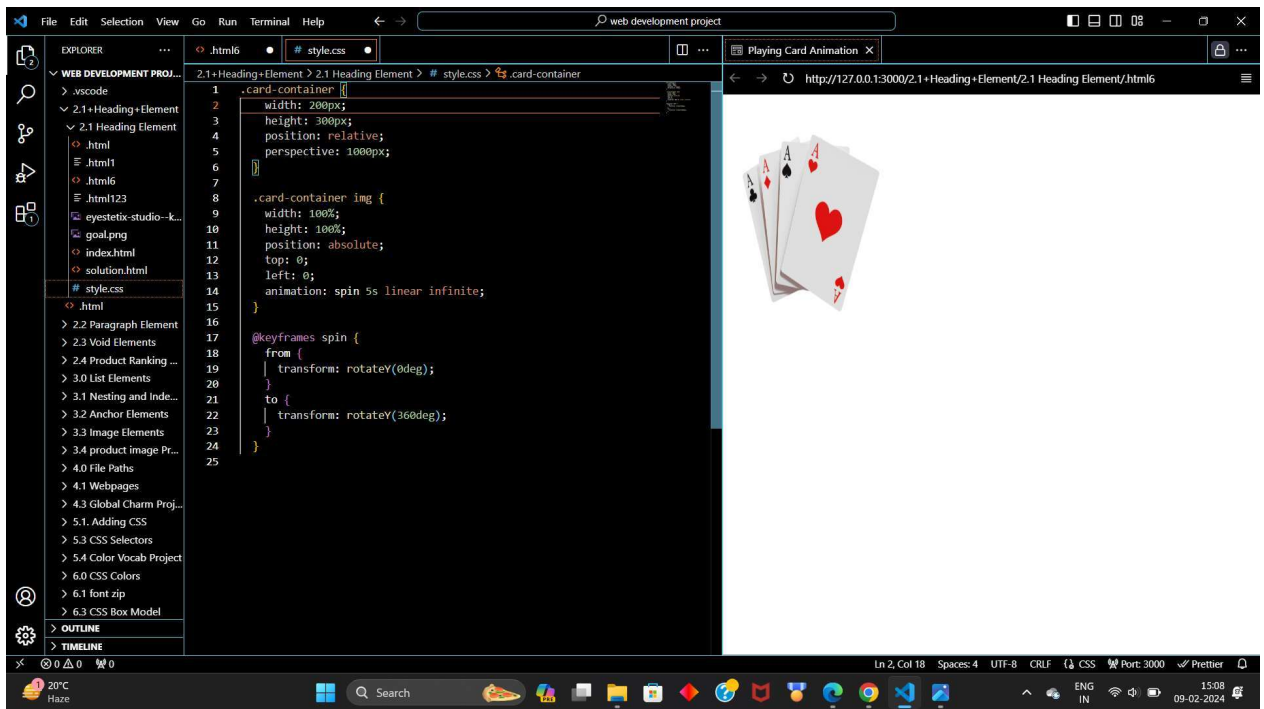 File Edit Selection View Go Run Terminal Help
web development project
EXPLORER
WEB DEVELOPMENT PROJ...
.vscode
2.1+Heading+Element
2.1 Heading Element
.html
.html1
.html6
.html123
eyestetix-studio--k...
goal.png
index.html
solution.html
# style.css
.html
2.2 Paragraph Element
2.3 Void Elements
2.4 Product Ranking ...
3.0 List Elements
3.1 Nesting and Inde...
3.2 Anchor Elements
3.3 Image Elements
3.4 product image Pr...
4.0 File Paths
4.1 Webpages
4.3 Global Charm Proj...
5.1. Adding CSS
5.3 CSS Selectors
5.4 Color Vocab Project
6.0 CSS Colors
6.1 font zip
6.3 CSS Box Model
OUTLINE
TIMELINE
.html6 # style.css
2.1+Heading+Element > 2.1 Heading Element > # style.css > .card-container
1 .card-container {
2 width: 200px;
3 height: 300px;
4 position: relative;
5 perspective: 1000px;
6 }
7
8 .card-container img {
9 width: 100%;
10 height: 100%;
11 position: absolute;
12 top: 0;
13 left: 0;
14 animation: spin 5s linear infinite;
15 }
16
17 @keyframes spin {
18 from {
19 transform: rotateY(0deg);
20 }
21 to {
22 transform: rotateY(360deg);
23 }
24 }
25
Playing Card Animation
http://127.0.0.1:3000/2.1+Heading+Element/2.1 Heading Element/.html6
A A A A
A
0 0 0
Ln 2, Col 18 Spaces: 4 UTF-8 CRLF CSS Port: 3000 Prettier
1 20°C
Haze
Search
ENG
IN
15:08
09-02-2024